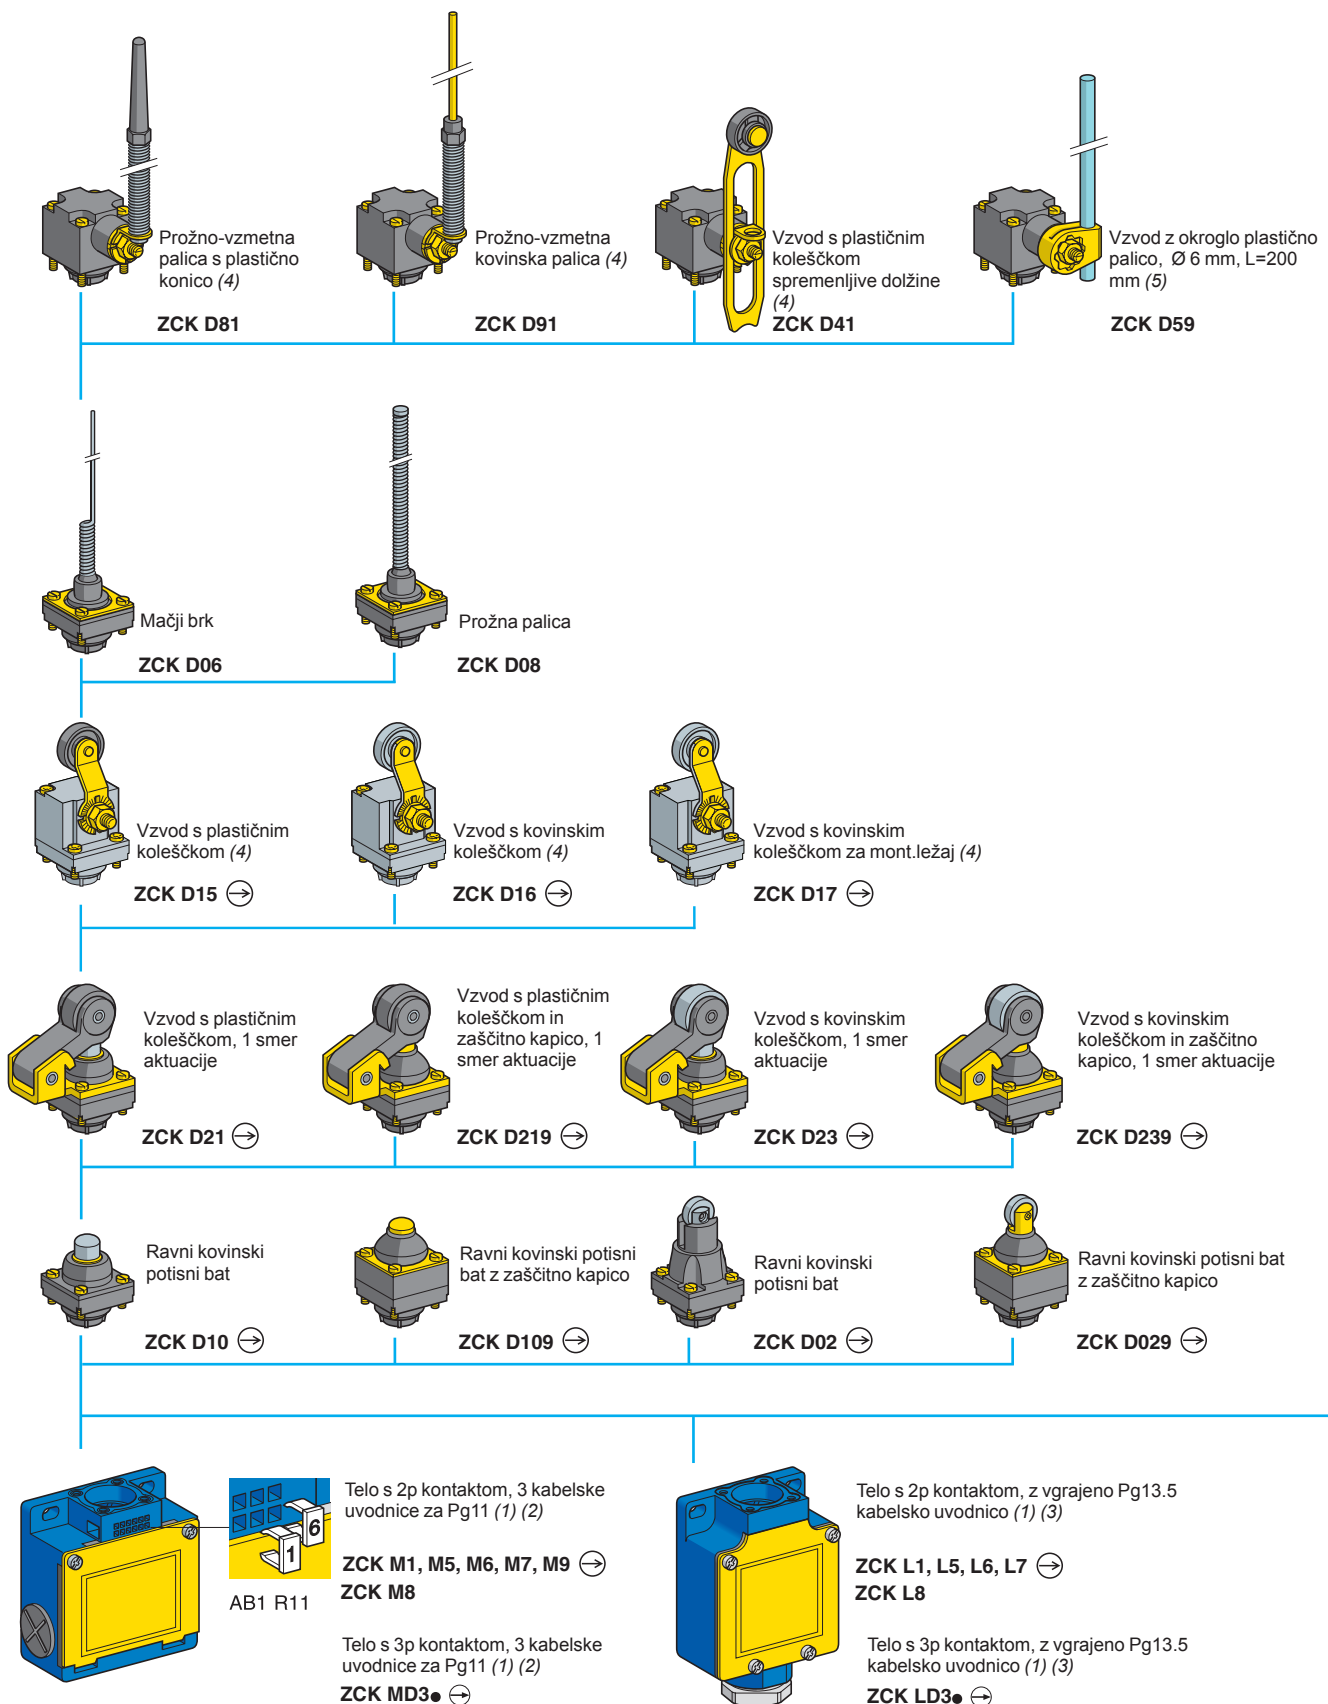 Prožno-vzmetna
palica s plastično
konico (4)
ZCK D81
Prožno-vzmetna
kovinska palica (4)
ZCK D91
Vzvod s plastičnim
koleščkom
spremenljive dolžine
(4)
ZCK D41
Vzvod z okroglo plastično
palico, Ø 6 mm, L=200
mm (5)
ZCK D59
Mačji brk
ZCK D06
Prožna palica
ZCK D08
Vzvod s plastičnim
koleščkom (4)
ZCK D15
Vzvod s kovinskim
koleščkom (4)
ZCK D16
Vzvod s kovinskim
koleščkom za mont.ležaj (4)
ZCK D17
Vzvod s plastičnim
koleščkom, 1 smer
aktuacije
ZCK D21
Vzvod s plastičnim
koleščkom in
zaščitno kapico, 1
smer aktuacije
ZCK D219
Vzvod s kovinskim
koleščkom, 1 smer
aktuacije
ZCK D23
Vzvod s kovinskim
koleščkom in zaščitno
kapico, 1 smer aktuacije
ZCK D239
Ravni kovinski
potisni bat
ZCK D10
Ravni kovinski potisni
bat z zaščitno kapico
ZCK D109
Ravni kovinski
potisni bat
ZCK D02
Ravni kovinski potisni bat
z zaščitno kapico
ZCK D029
6
1
AB1 R11
Telo s 2p kontaktom, 3 kabelske
uvodnice za Pg11 (1) (2)
ZCK M1, M5, M6, M7, M9
ZCK M8
Telo s 3p kontaktom, 3 kabelske
uvodnice za Pg11 (1) (2)
ZCK MD3●
Telo s 2p kontaktom, z vgrajeno Pg13.5
kabelsko uvodnico (1) (3)
ZCK L1, L5, L6, L7
ZCK L8
Telo s 3p kontaktom, z vgrajeno Pg13.5
kabelsko uvodnico (1) (3)
ZCK LD3●